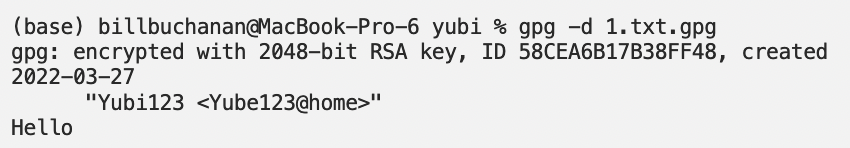 (base) billbuchanan@MacBook-Pro-6 yubi % gpg -d 1.txt.gpg
gpg: encrypted with 2048-bit RSA key, ID 58CEA6B17B38FF48, created
2022-03-27
      "Yubi123 <Yube123@home>"
Hello